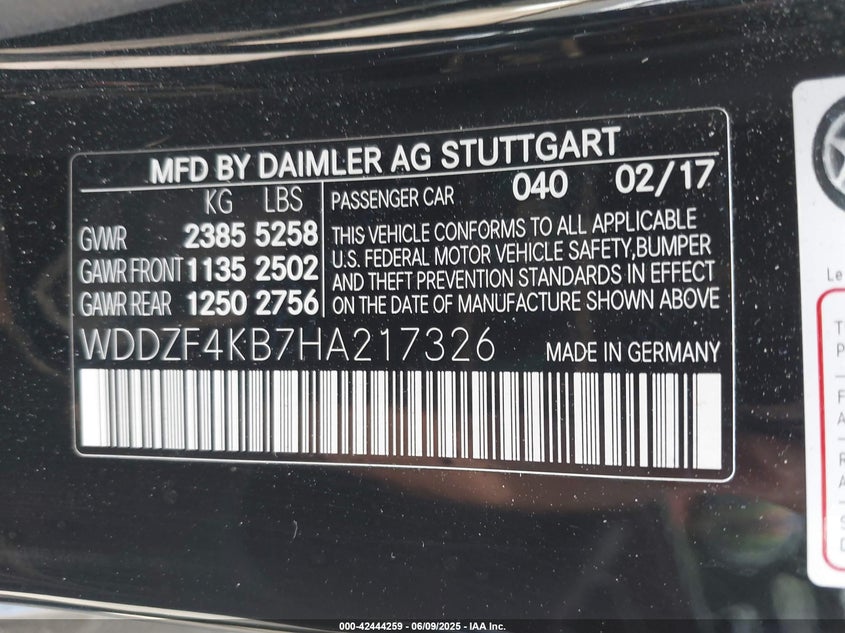 MFD BY DAIMLER AG STUTTGART
KG LBS
PASSENGER CAR 040 02/17
GVWR 2385 5258
GAWR FRONT 1135 2502
GAWR REAR 1250 2756
THIS VEHICLE CONFORMS TO ALL APPLICABLE
U.S. FEDERAL MOTOR VEHICLE SAFETY, BUMPER
AND THEFT PREVENTION STANDARDS IN EFFECT
ON THE DATE OF MANUFACTURE SHOWN ABOVE
WDDZF4KB7HA217326 MADE IN GERMANY
Le
T
P
F
A
R
A
S
D
000-42444259 - 06/09/2025 - IAA Inc.